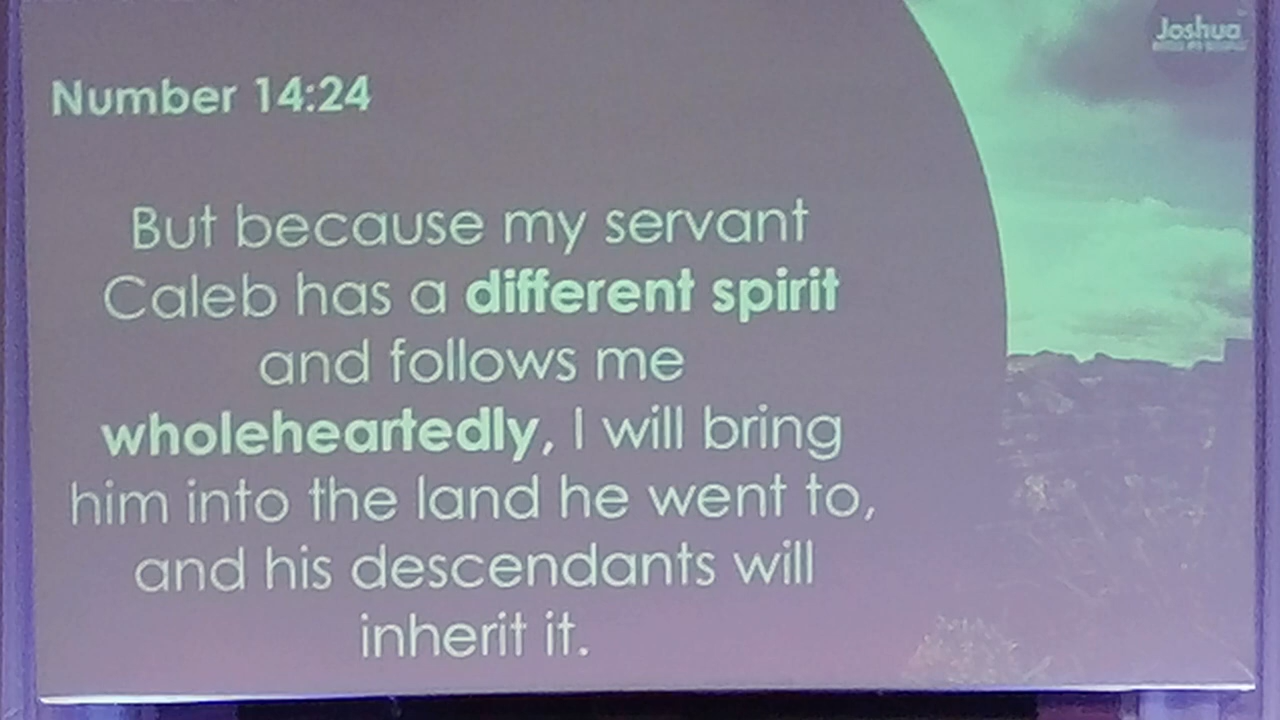 Joshua
Number 14:24
But because my servant
Caleb has a different spirit
and follows me
wholeheartedly, I will bring
him into the land he went to,
and his descendants will
inherit it.